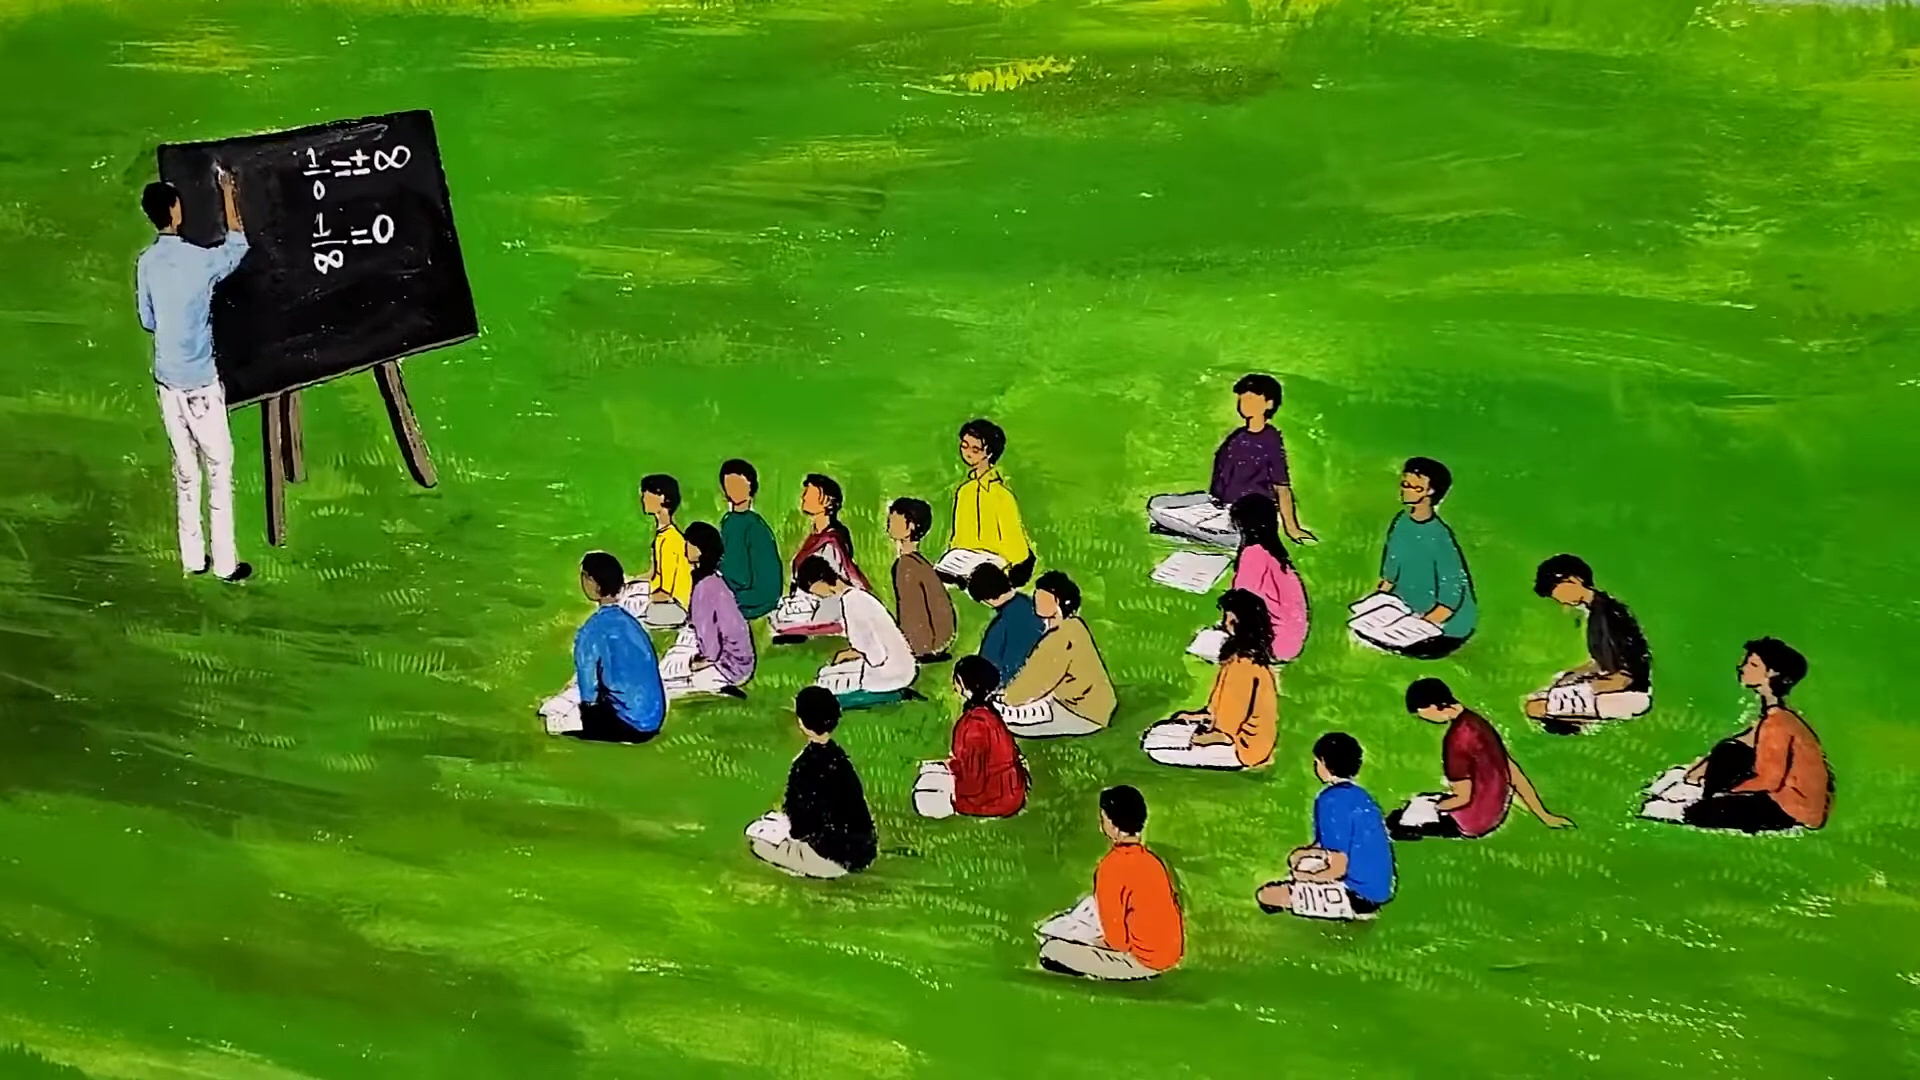 1/0 = ±∞
1/∞ = 0